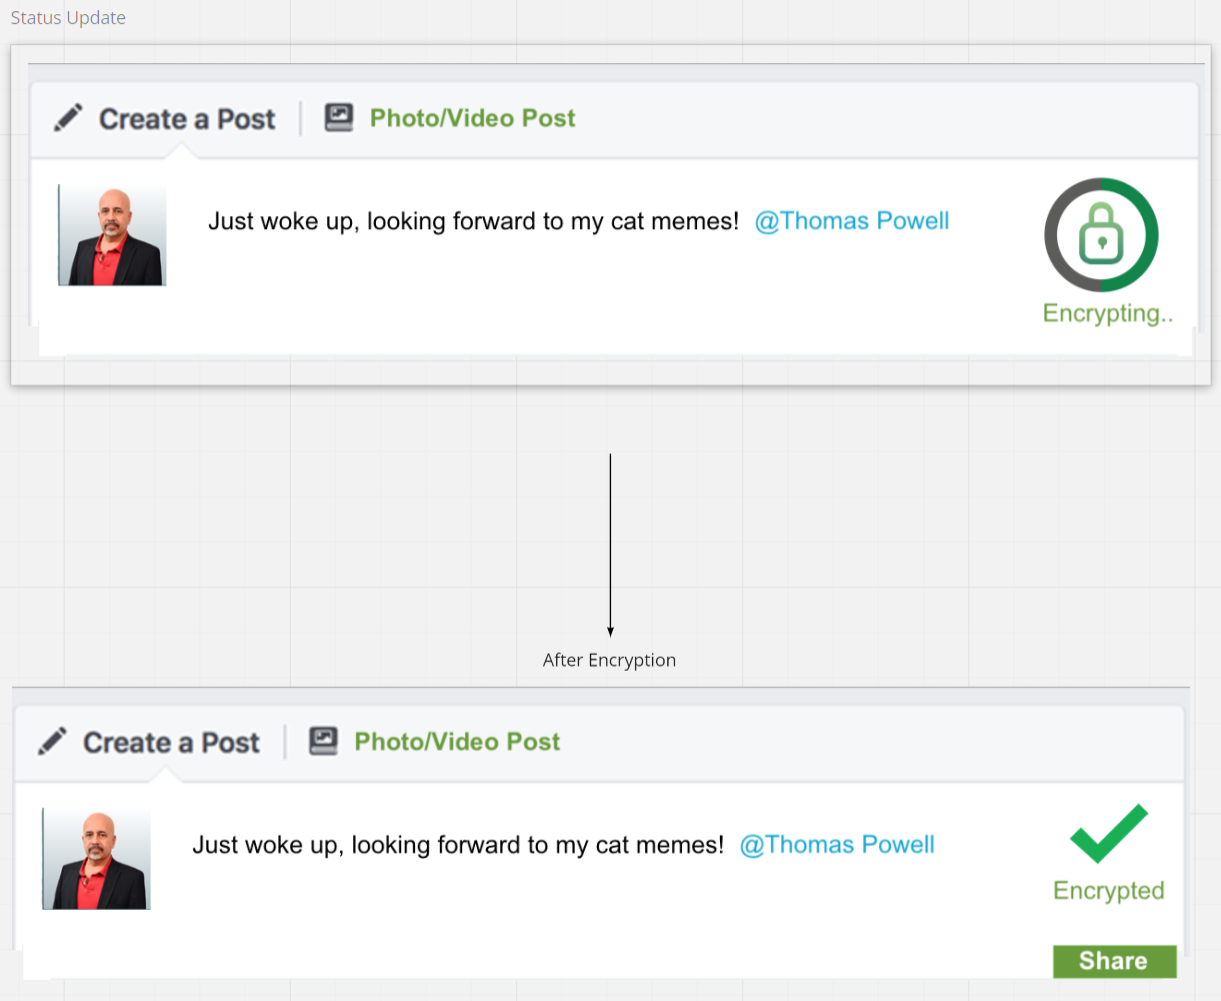 Status Update
Create a Post | Photo/Video Post
Just woke up, looking forward to my cat memes! @Thomas Powell
Encrypting..
After Encryption
Create a Post | Photo/Video Post
Just woke up, looking forward to my cat memes! @Thomas Powell
Encrypted
Share